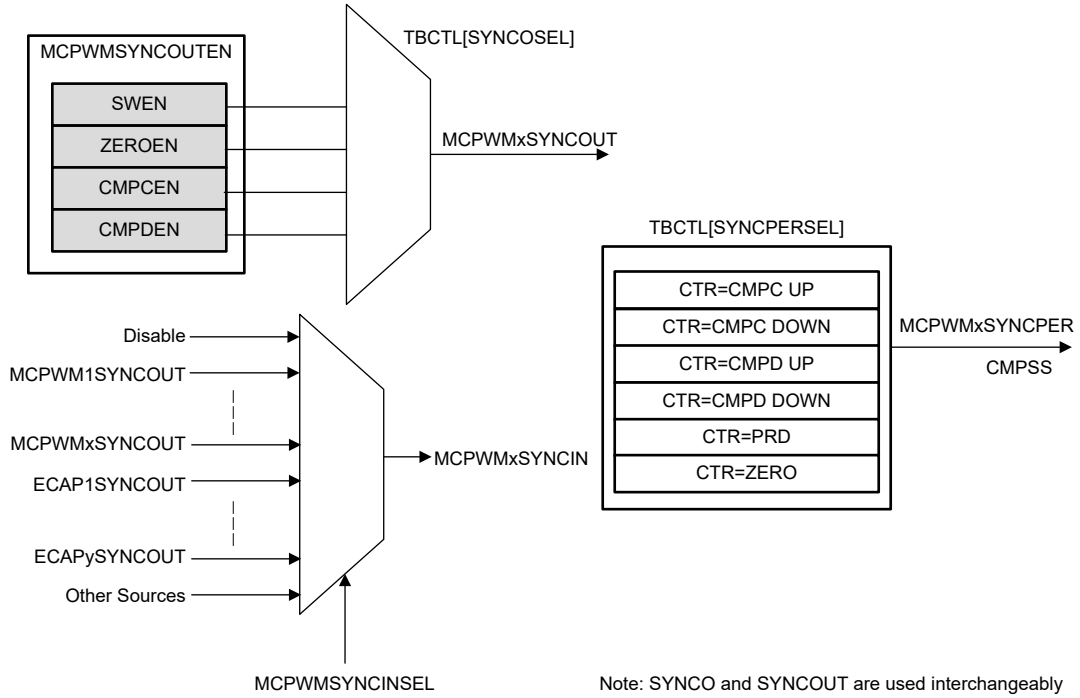 MCPWMSYNCOUTEN
SWEN
ZEROEN
CMPCEN
CMPDEN
TBCTL[SYNCOSEL]
MCPWMxSYNCOUT
TBCTL[SYNCPERSEL]
CTR=CMPC UP
CTR=CMPC DOWN
CTR=CMPD UP
CTR=CMPD DOWN
CTR=PRD
CTR=ZERO
MCPWMxSYNCPER
CMPSS
Disable
MCPWM1SYNCOUT
MCPWMxSYNCOUT
ECAP1SYNCOUT
ECAPySYNCOUT
Other Sources
MCPWMxSYNCIN
MCPWMSYNCINSEL
Note: SYNCO and SYNCOUT are used interchangeably